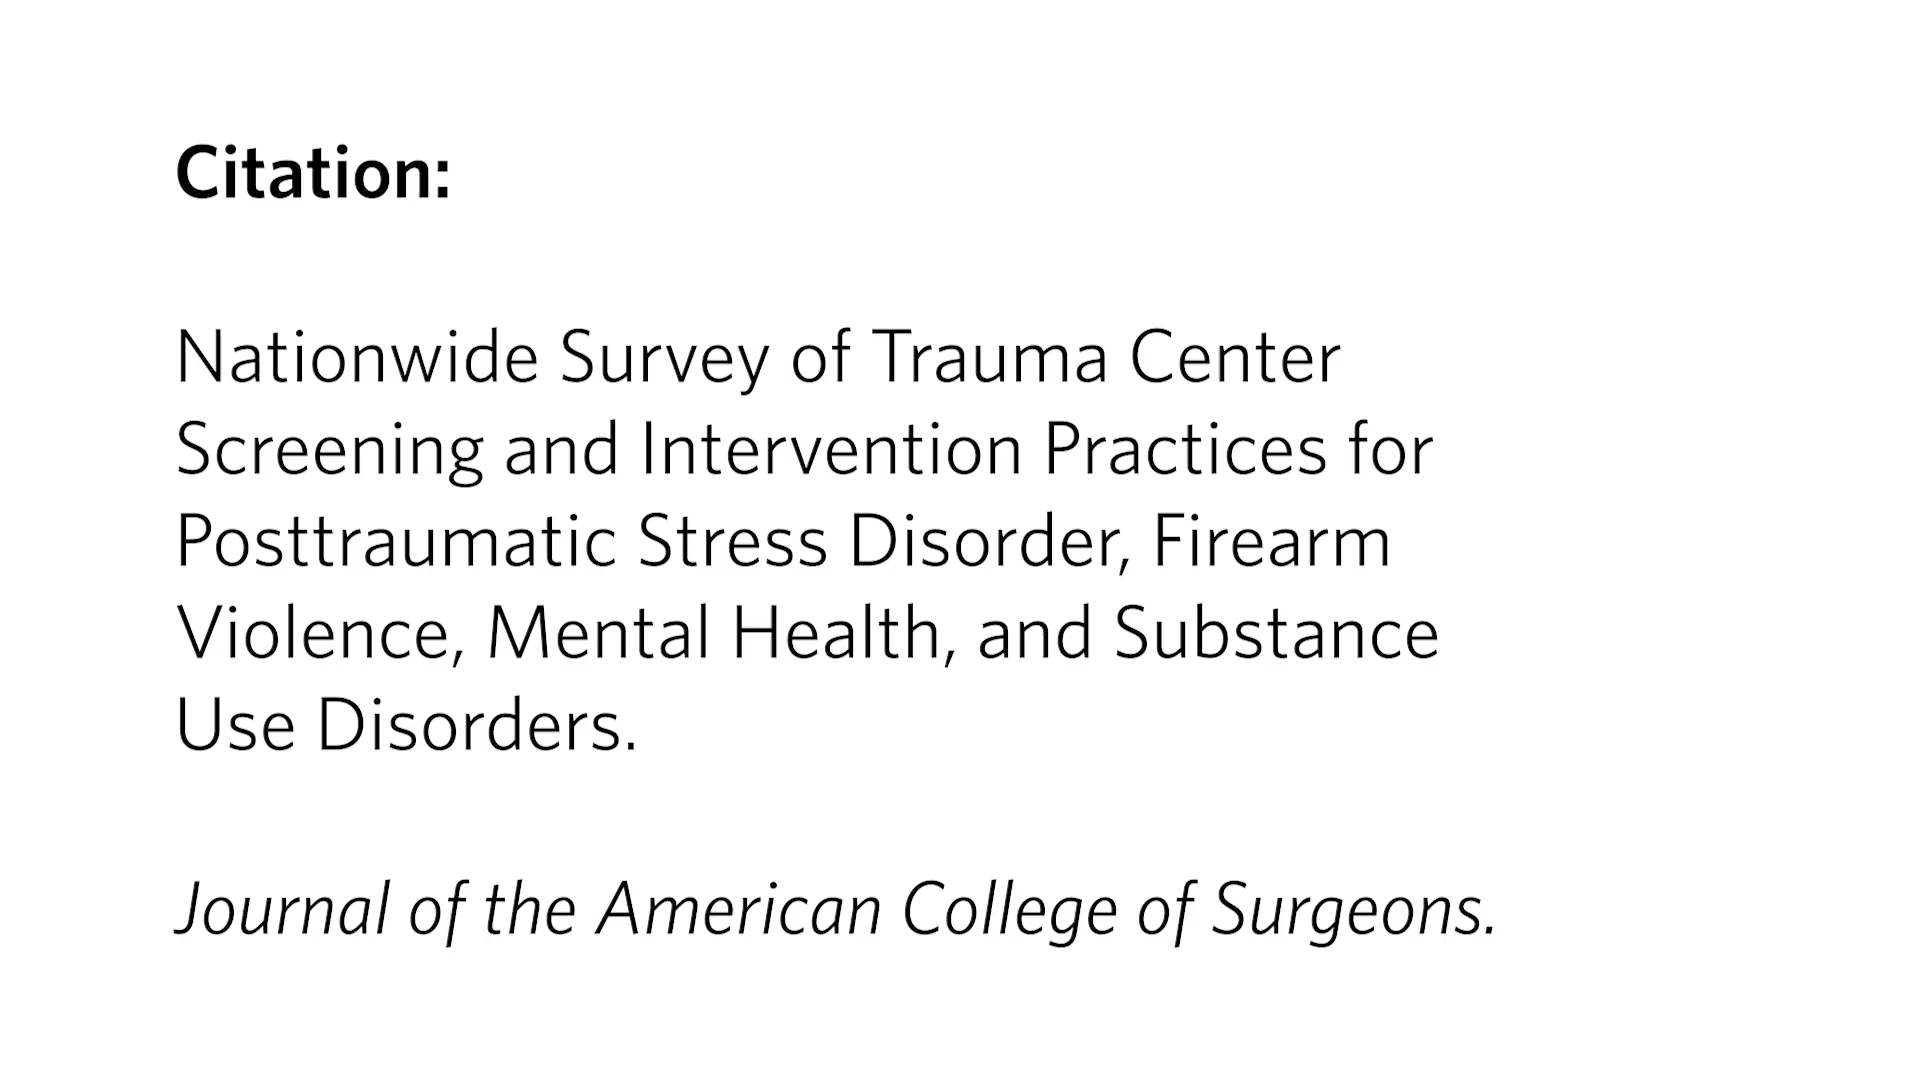 Citation:
Nationwide Survey of Trauma Center
Screening and Intervention Practices for
Posttraumatic Stress Disorder, Firearm
Violence, Mental Health, and Substance
Use Disorders.
Journal of the American College of Surgeons.